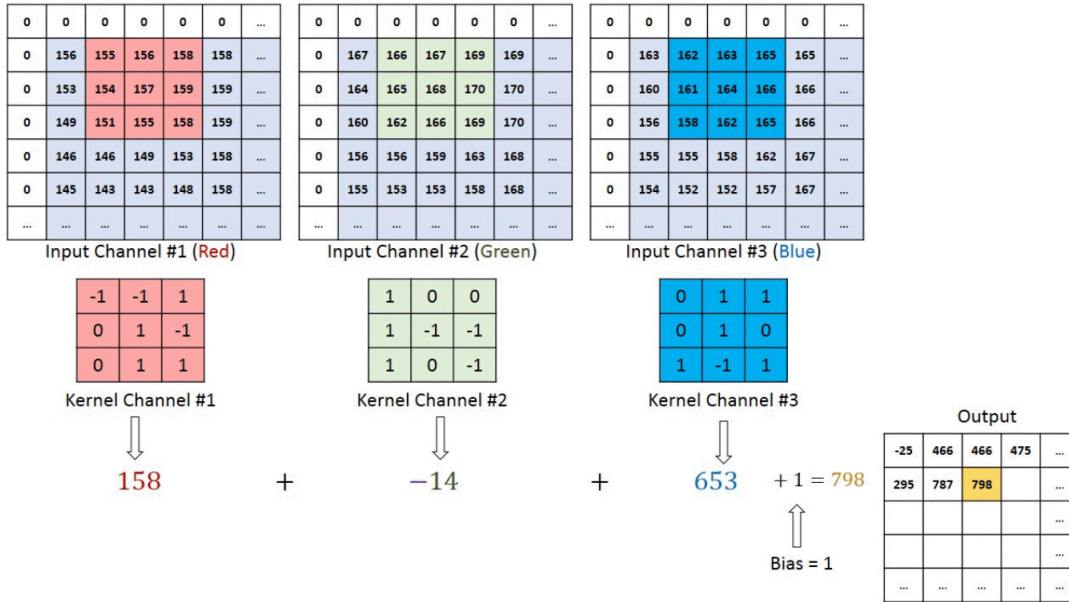 0 0 0 0 0 0 ...
0 156 155 156 158 158 ...
0 153 154 157 159 159 ...
0 149 151 155 158 159 ...
0 146 146 149 153 158 ...
0 145 143 143 148 158 ...
... ... ... ... ... ... ...
Input Channel #1 (Red)
0 0 0 0 0 0 ...
0 167 166 167 169 169 ...
0 164 165 168 170 170 ...
0 160 162 166 169 170 ...
0 156 156 159 163 168 ...
0 155 153 153 158 168 ...
... ... ... ... ... ... ...
Input Channel #2 (Green)
0 0 0 0 0 0 ...
0 163 162 163 165 165 ...
0 160 161 164 166 166 ...
0 156 158 162 165 166 ...
0 155 155 158 162 167 ...
0 154 152 152 157 167 ...
... ... ... ... ... ... ...
Input Channel #3 (Blue)
-1 -1 1
0 1 -1
0 1 1
Kernel Channel #1
1 0 0
1 -1 -1
1 0 -1
Kernel Channel #2
0 1 1
0 1 0
1 -1 1
Kernel Channel #3
158 + −14 + 653 + 1 = 798
Bias = 1
Output
-25 466 466 475 ...
295 787 798 ...
...
...
... ... ... ... ...